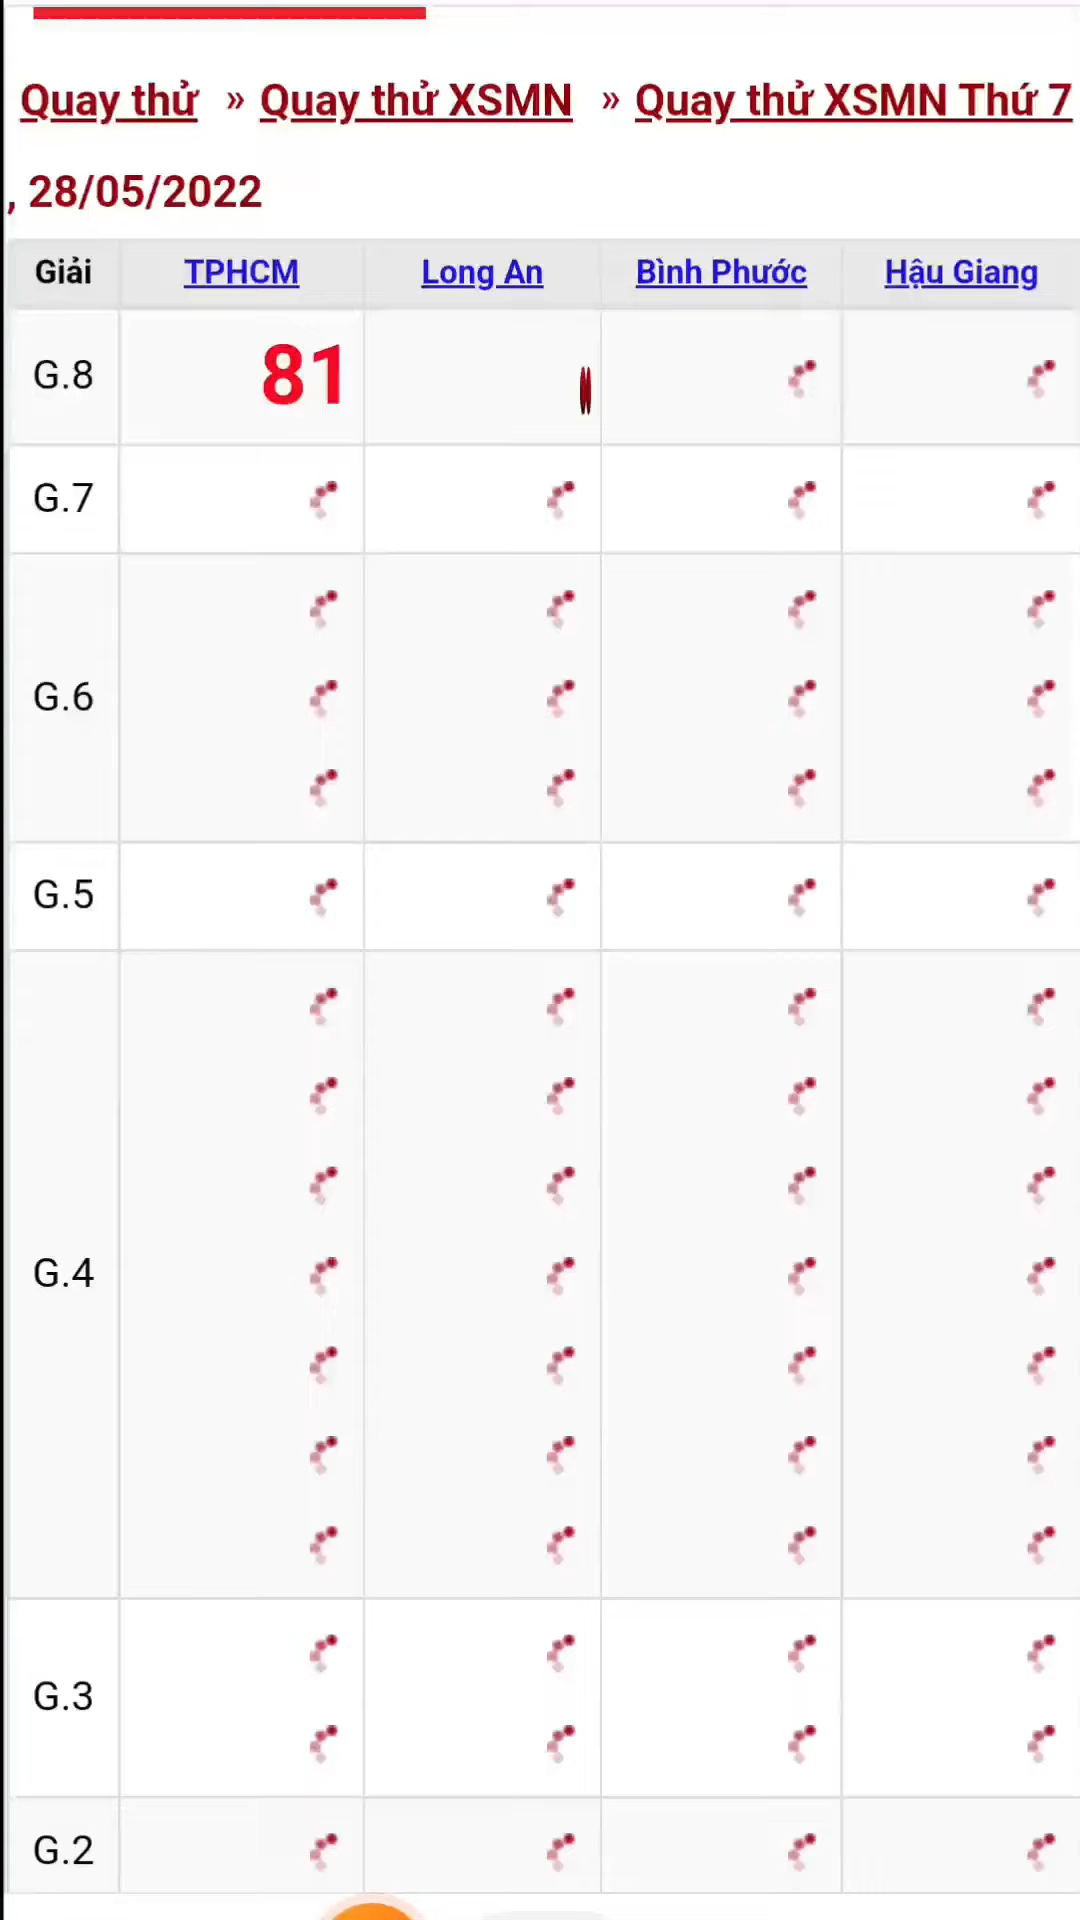 Quay thử » Quay thử XSMN » Quay thử XSMN Thứ 7
, 28/05/2022
Giải TPHCM Long An Bình Phước Hậu Giang
G.8 81
G.7
G.6
G.5
G.4
G.3
G.2